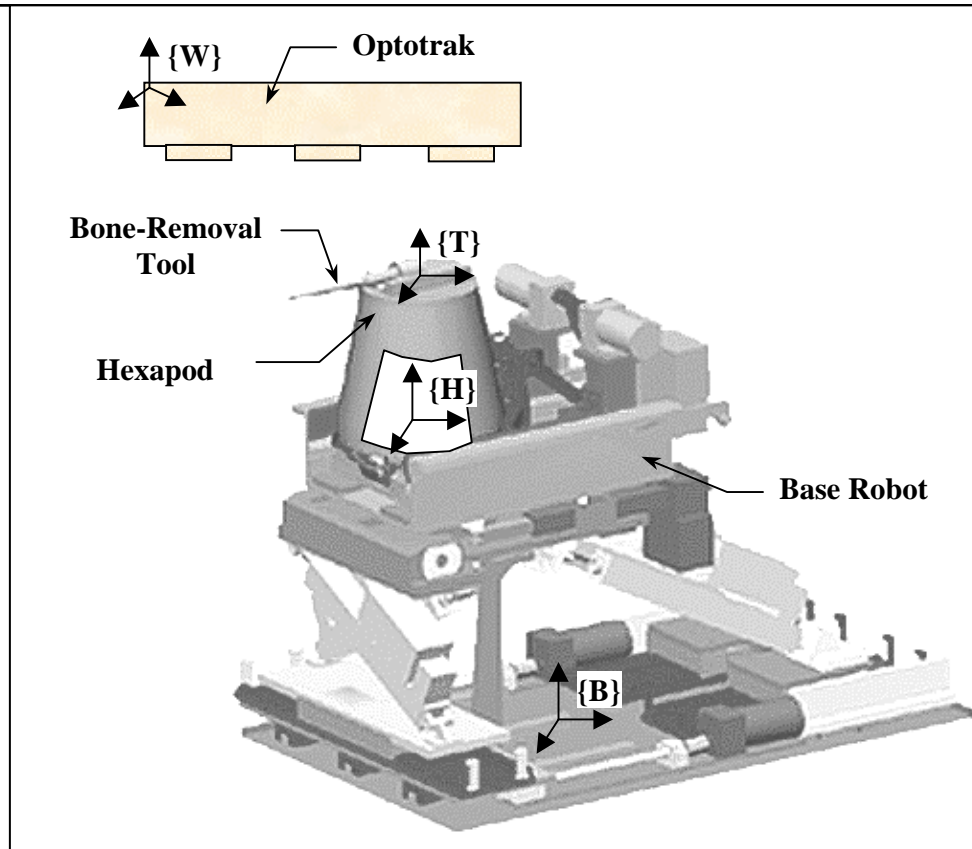 {W}
Optotrak
Bone-Removal
Tool
{T}
Hexapod
{H}
Base Robot
{B}